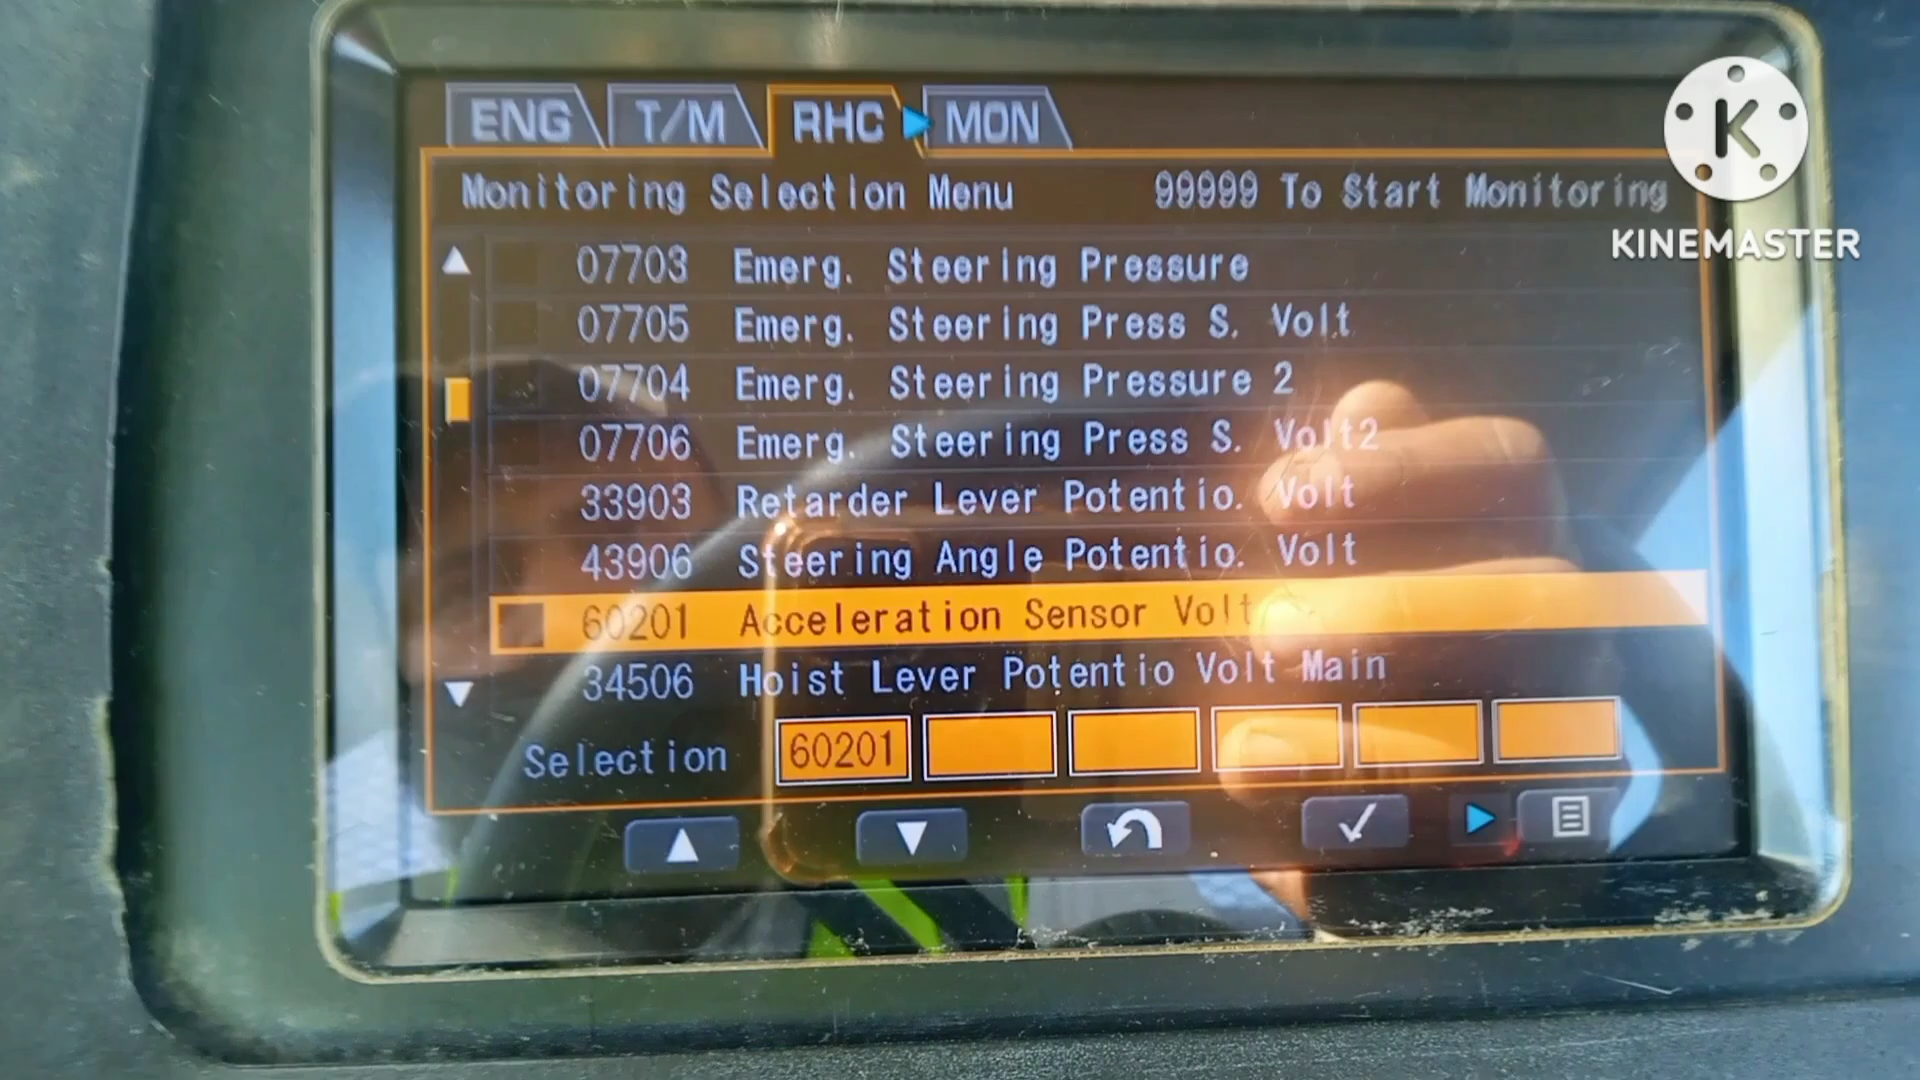 ENG T/M RHC MON
Monitoring Selection Menu 99999 To Start Monitoring
07703 Emerg. Steering Pressure
07705 Emerg. Steering Press S. Volt
07704 Emerg. Steering Pressure 2
07706 Emerg. Steering Press S. Volt2
33903 Retarder Lever Potentio. Volt
43906 Steering Angle Potentio. Volt
60201 Acceleration Sensor Volt
34506 Hoist Lever Potentio Volt Main
Selection 60201
K
KINEMASTER